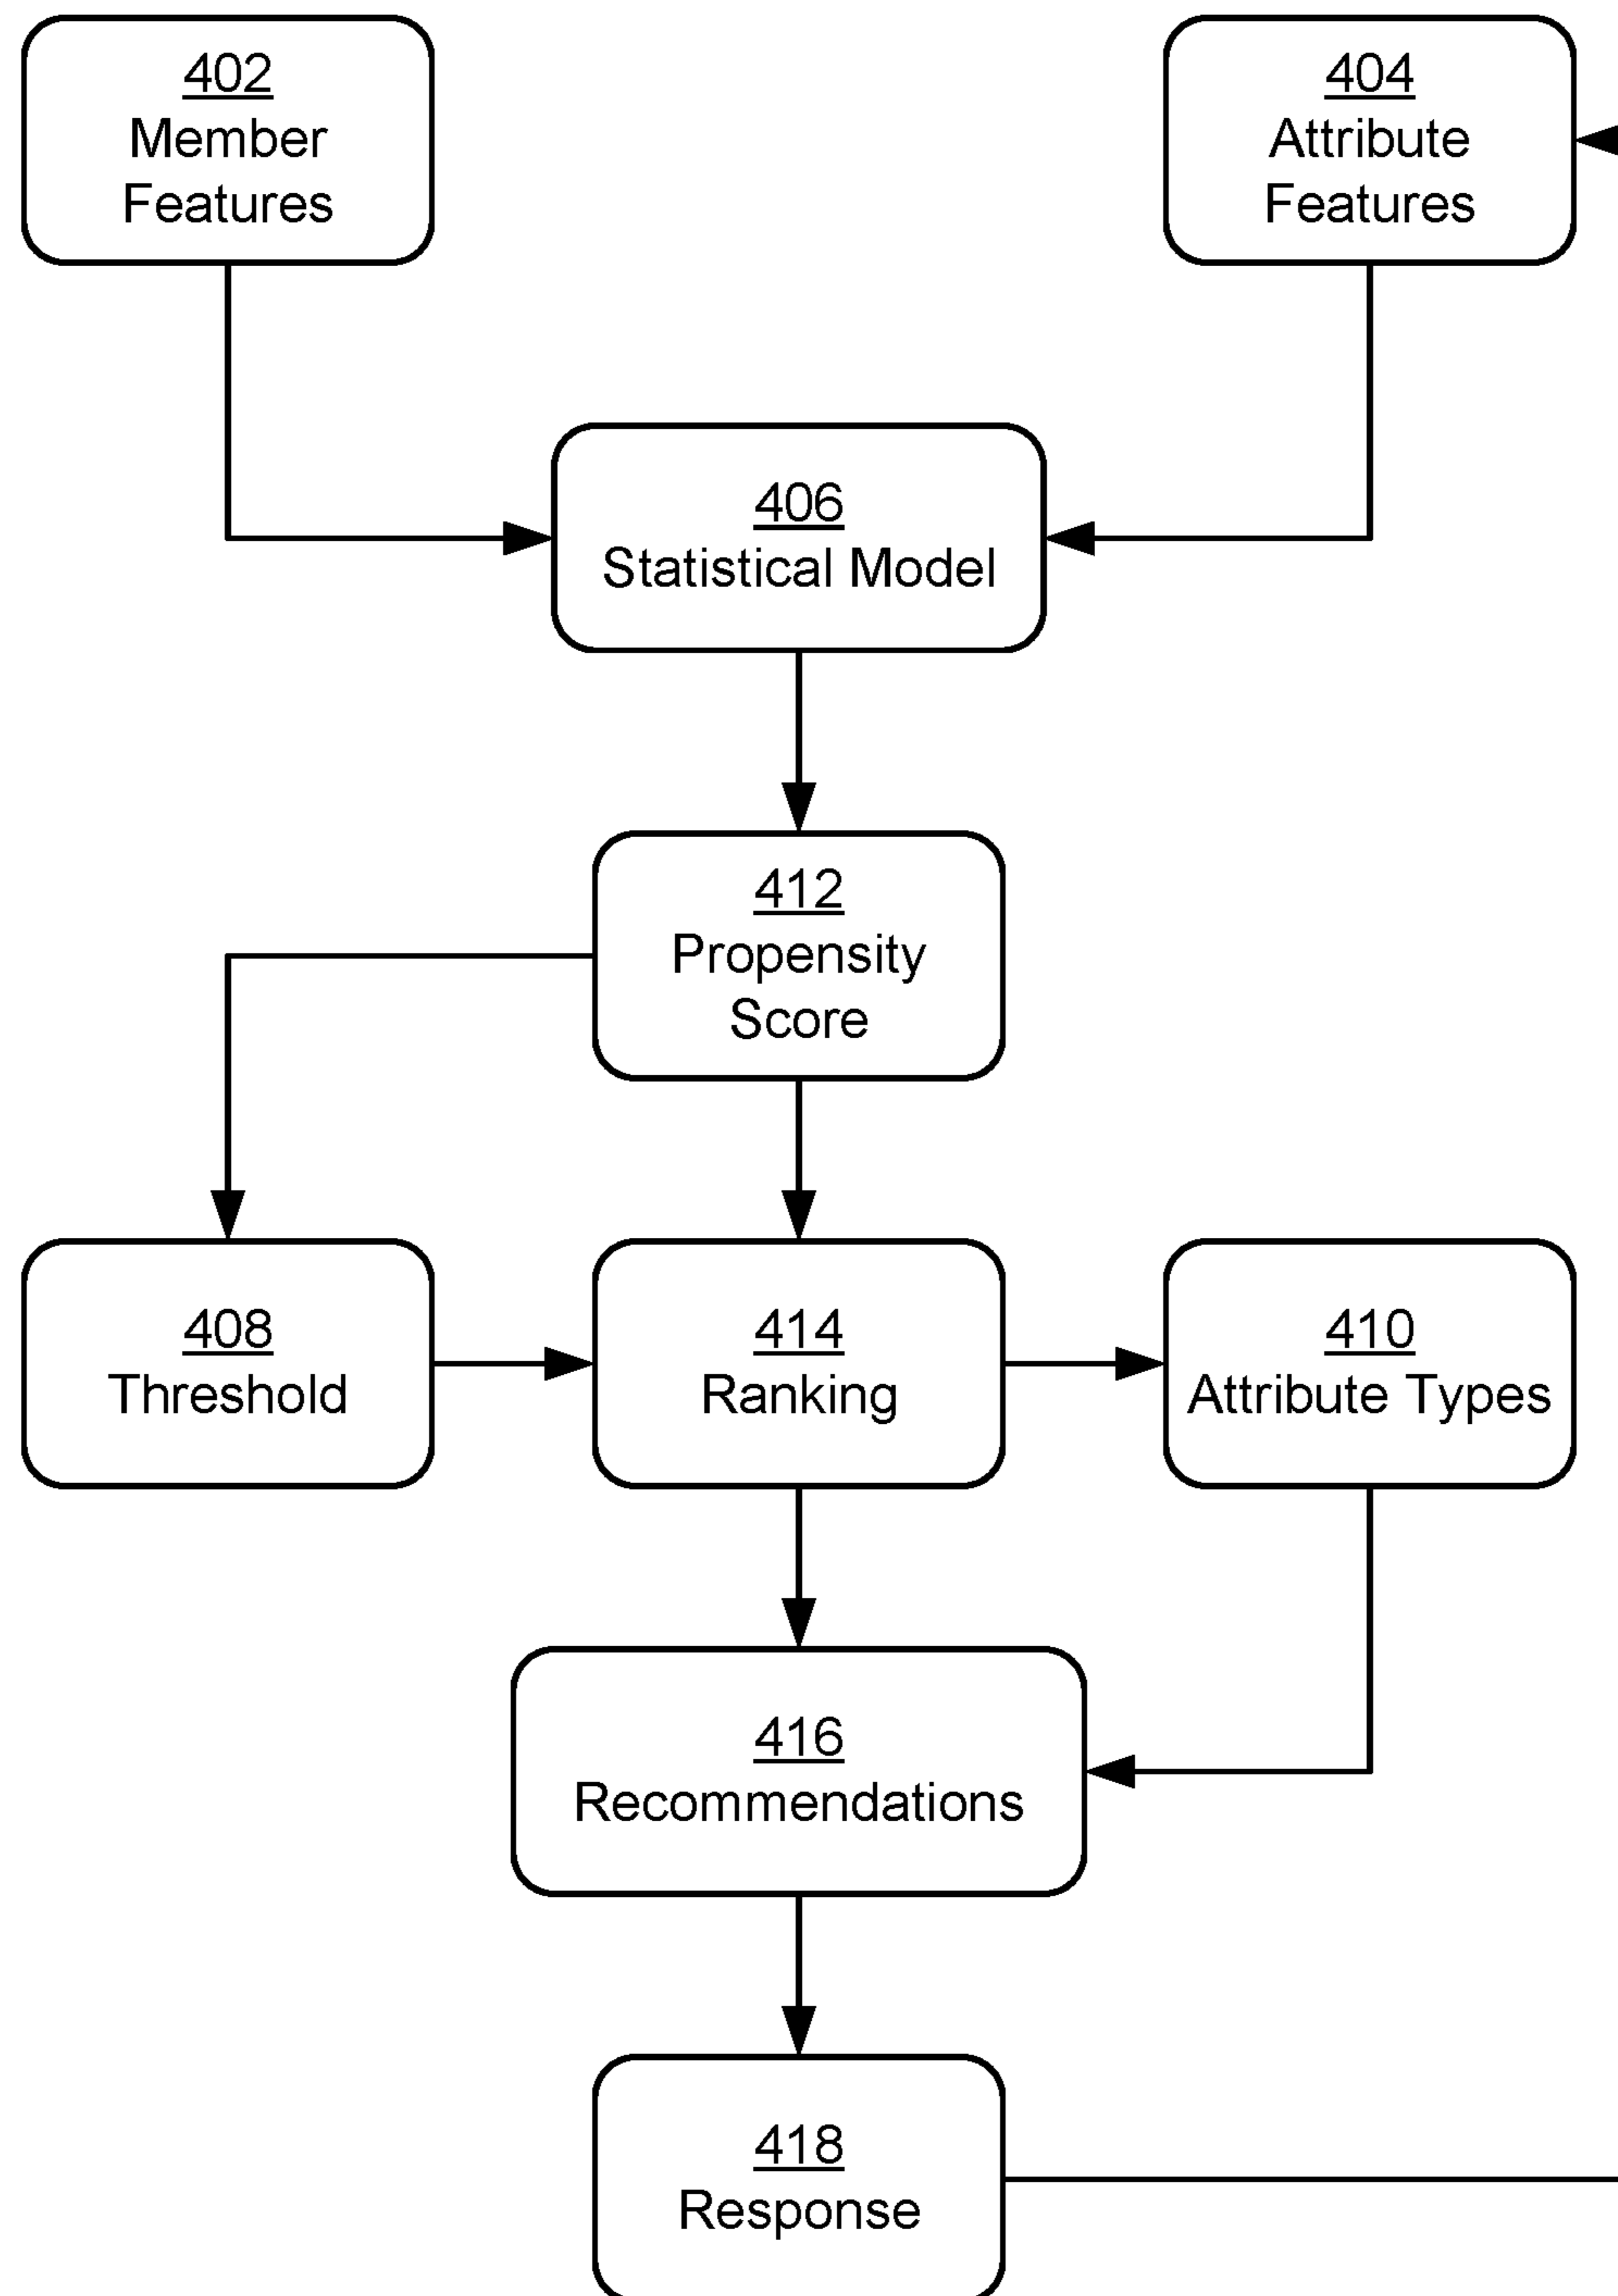 402
Member
Features
404
Attribute
Features
406
Statistical Model
412
Propensity
Score
408
Threshold
414
Ranking
410
Attribute Types
416
Recommendations
418
Response